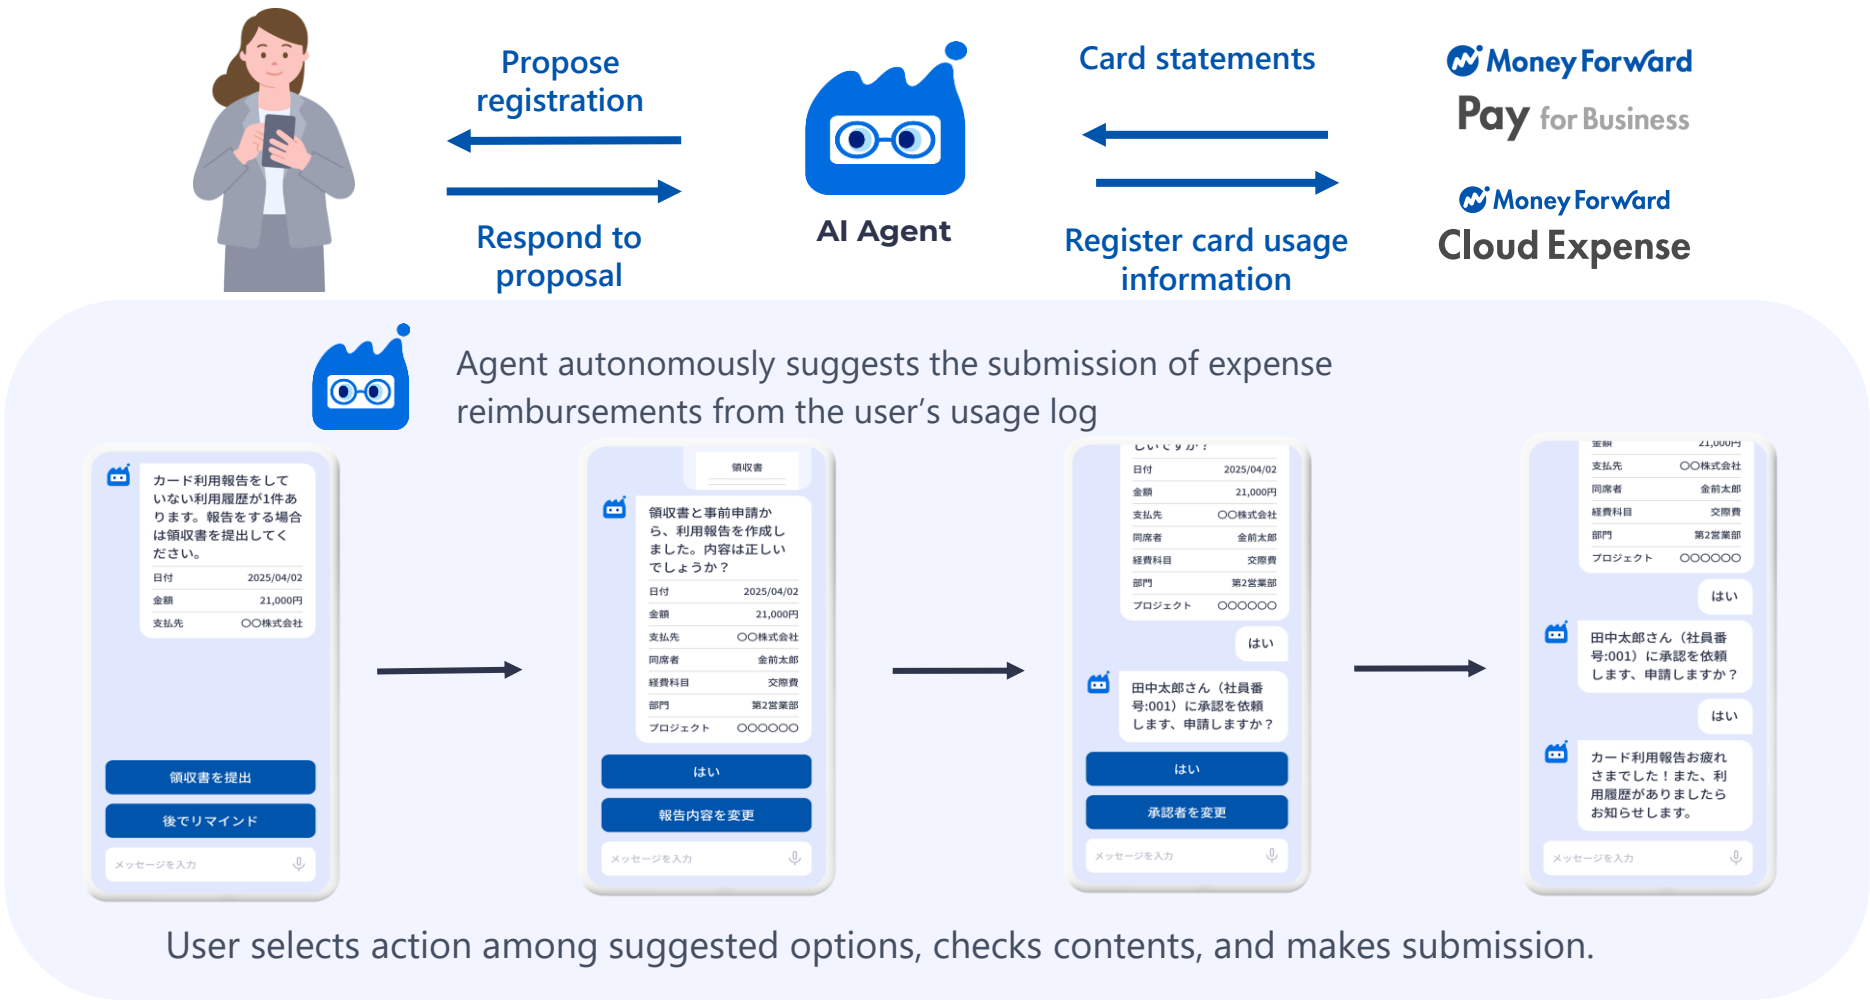 Propose
registration
Respond to
proposal
AI Agent
Card statements
Register card usage
information
Money Forward
Pay for Business
Money Forward
Cloud Expense
Agent autonomously suggests the submission of expense
reimbursements from the user's usage log
カード利用報告をして
いない利用履歴が1件あ
ります。報告をする場合
は領収書を提出してく
ださい。
日付 2025/04/02
金額 21,000円
支払先 〇〇株式会社
領収書を提出
後でリマインド
メッセージを入力
領収書
領収書と事前申請か
ら、利用報告を作成し
ました。内容は正しい
でしょうか？
日付 2025/04/02
金額 21,000円
支払先 〇〇株式会社
同席者 金前太郎
経費科目 交際費
部門 第2営業部
プロジェクト 〇〇〇〇〇〇
はい
報告内容を変更
メッセージを入力
しいですか？
日付 2025/04/02
金額 21,000円
支払先 〇〇株式会社
同席者 金前太郎
経費科目 交際費
部門 第2営業部
プロジェクト 〇〇〇〇〇〇
はい
田中太郎さん（社員番
号:001）に承認を依頼
します、申請しますか？
はい
承認者を変更
メッセージを入力
金額 21,000円
支払先 〇〇株式会社
同席者 金前太郎
経費科目 交際費
部門 第2営業部
プロジェクト 〇〇〇〇〇〇
はい
田中太郎さん（社員番
号:001）に承認を依頼
します、申請しますか？
はい
カード利用報告お疲れ
さまでした！また、利
用履歴がありましたら
お知らせします。
メッセージを入力
User selects action among suggested options, checks contents, and makes submission.